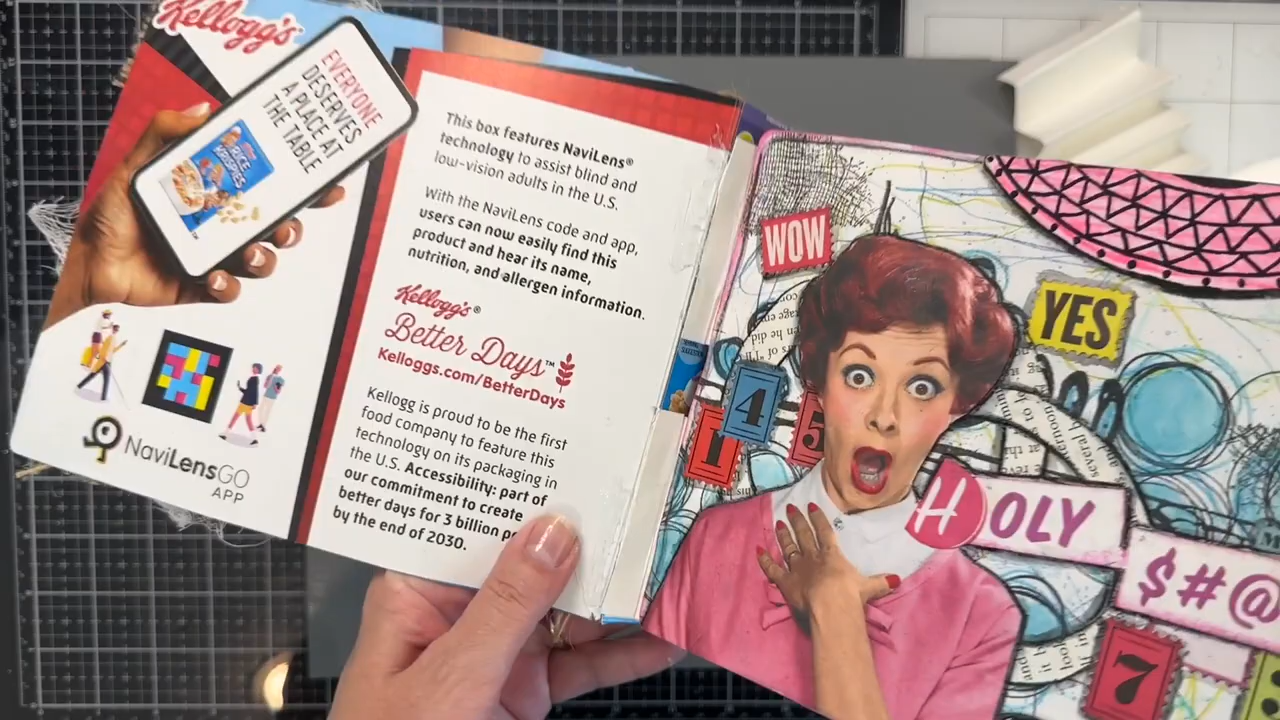 Kellogg's
EVERYONE
DESERVES
A PLACE AT
THE TABLE
RICE
KRISPIES
NaviLensGO
APP
This box features NaviLens®
technology to assist blind and
low-vision adults in the U.S.
With the NaviLens code and app,
users can now easily find this
product and hear its name,
nutrition, and allergen information.
Kellogg's®
Better Days™
Kelloggs.com/BetterDays
Kellogg is proud to be the first
food company to feature this
technology on its packaging in
the U.S. Accessibility: part of
our commitment to create
better days for 3 billion
by the end of 2030.
WOW
YES
1
4
5
HOLY
$#@
7